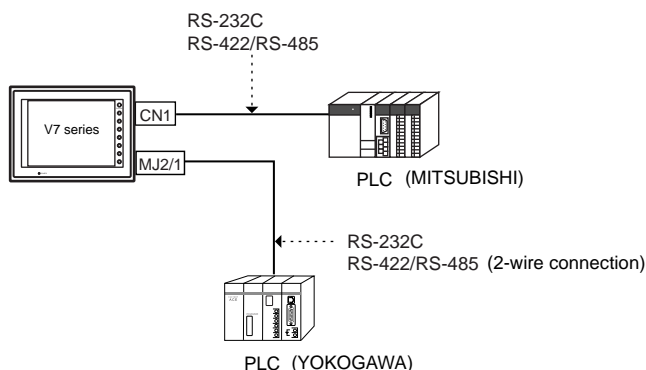 RS-232C
RS-422/RS-485
V7 series
CN1
MJ2/1
PLC (MITSUBISHI)
RS-232C
RS-422/RS-485 (2-wire connection)
PLC (YOKOGAWA)